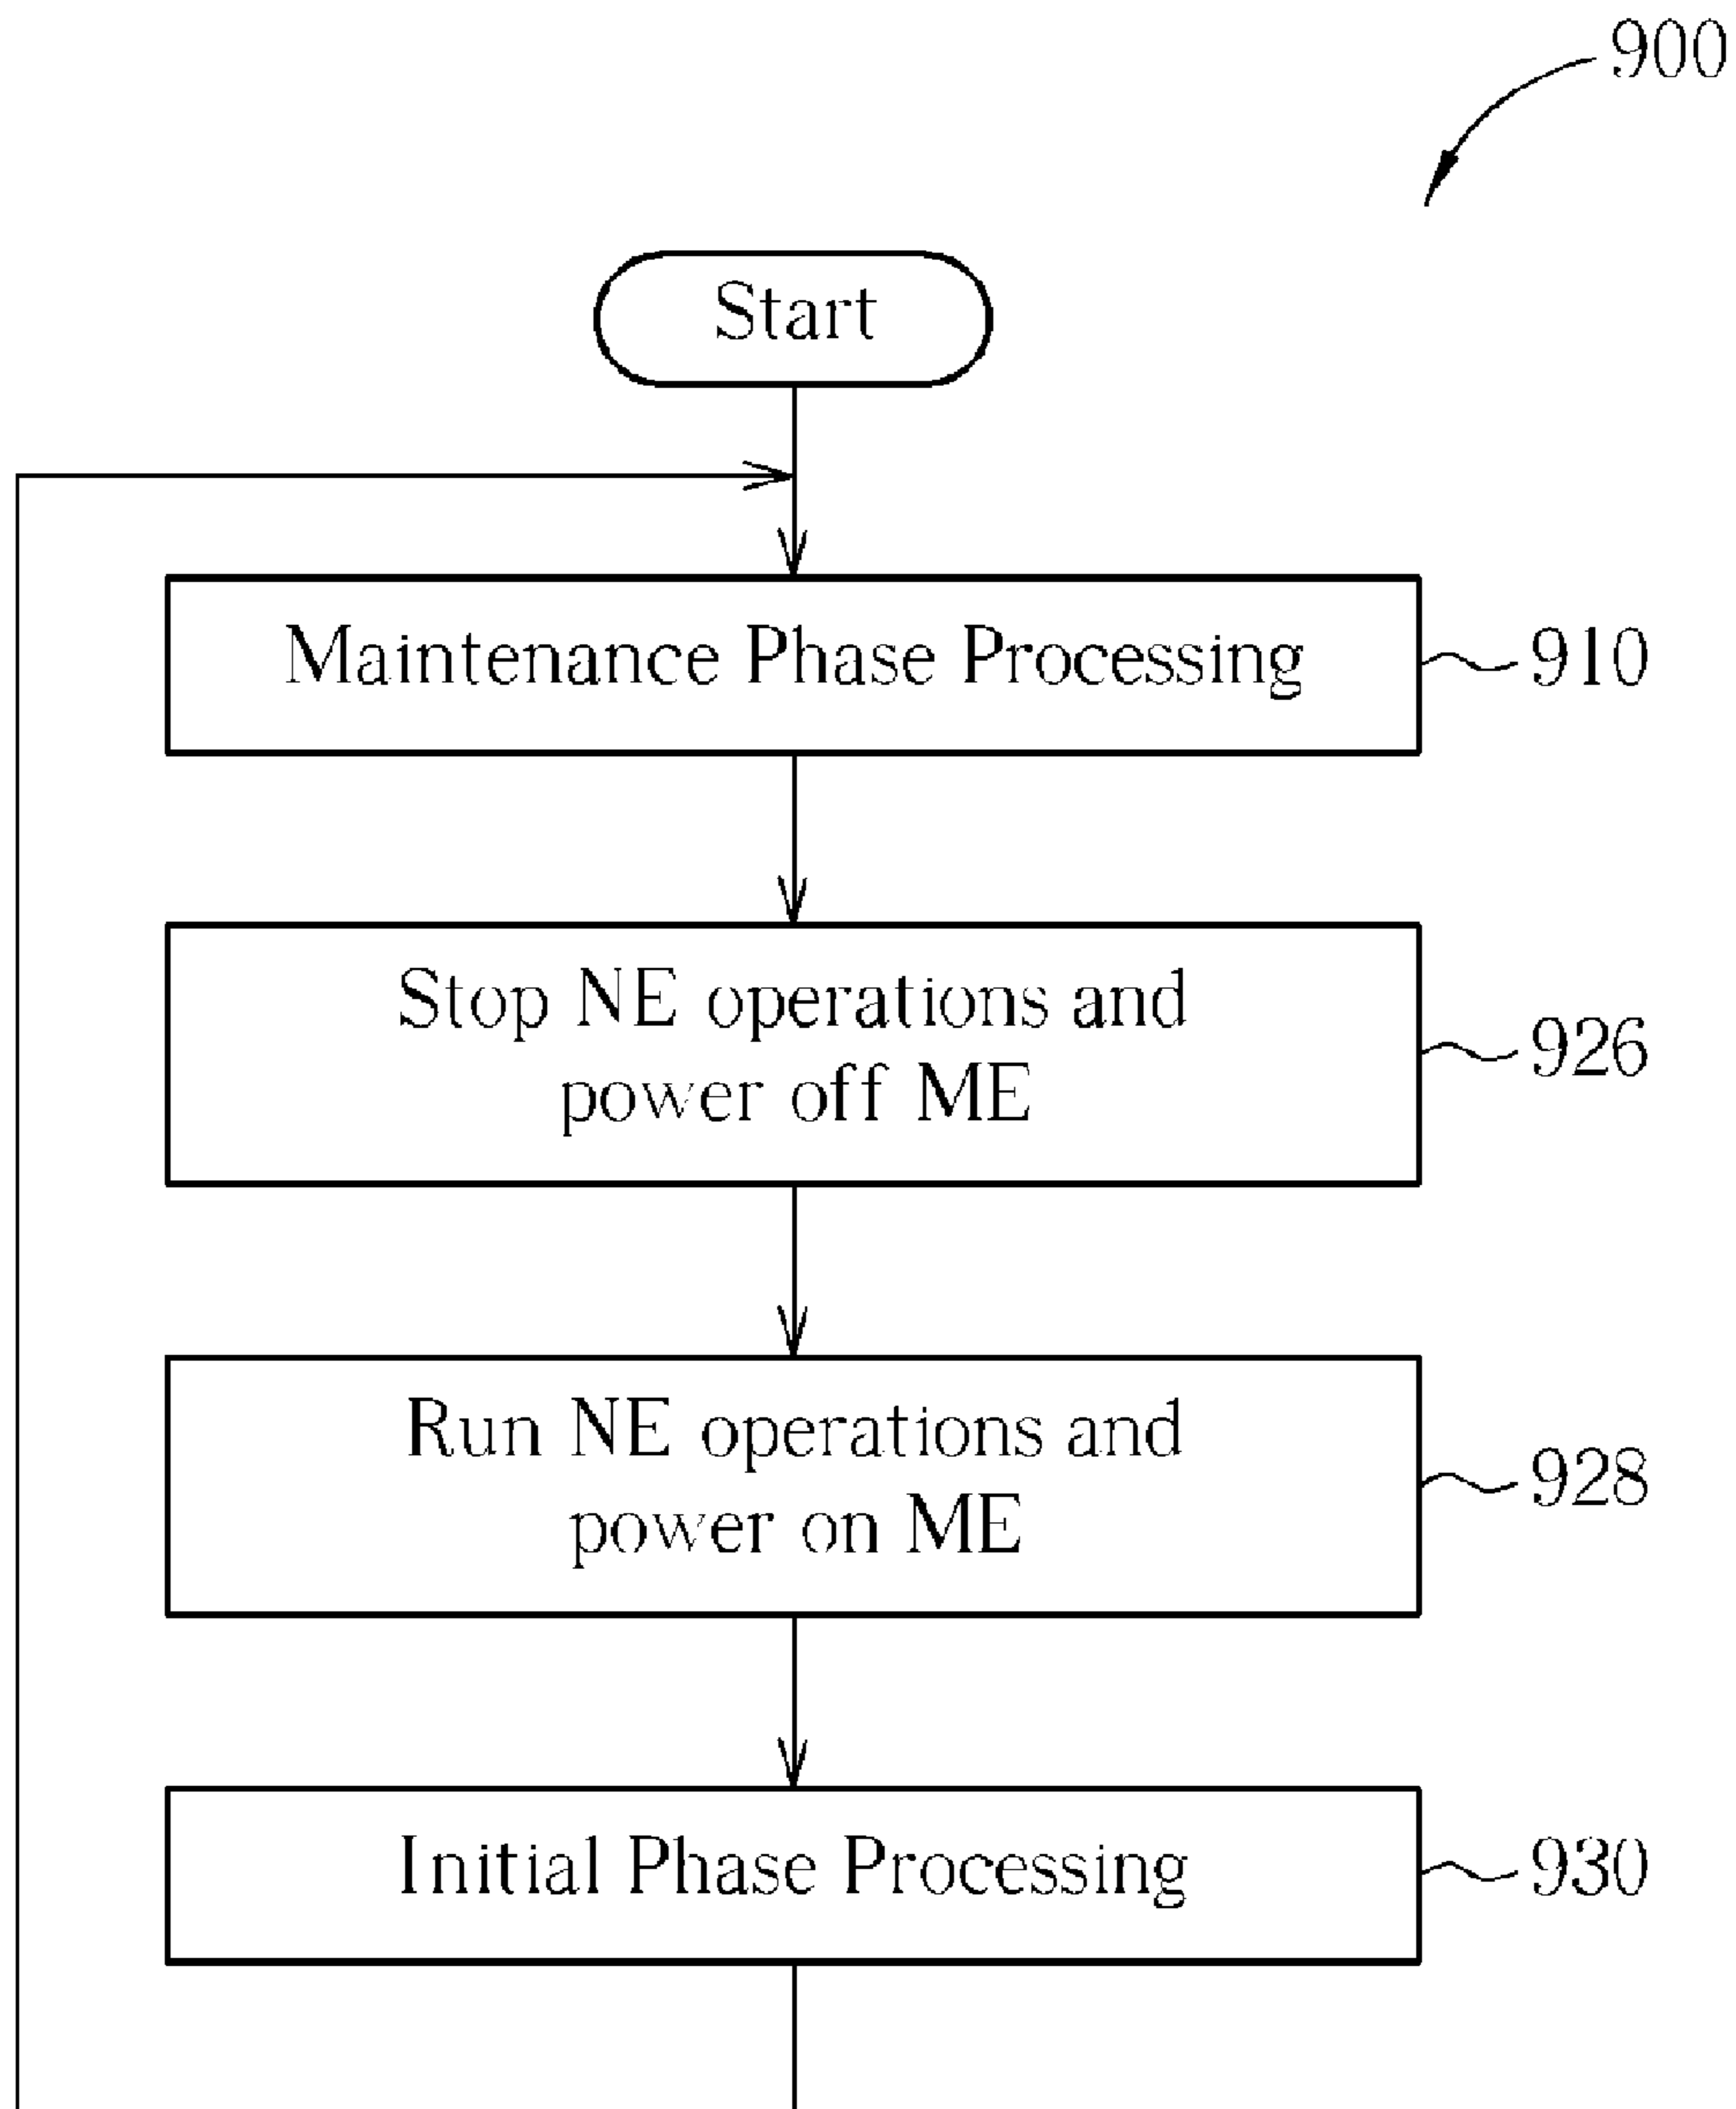 900
Start
Maintenance Phase Processing
910
Stop NE operations and
power off ME
926
Run NE operations and
power on ME
928
Initial Phase Processing
930